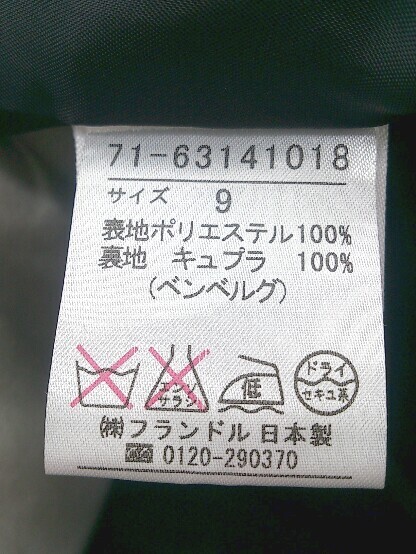 71-63141018
サイズ 9
表地ポリエステル100%
裏地 キュプラ 100%
(ベンベルグ)
エンソ サラシ 低 ドライ セキユ系
㈱フランドル 日本製
0120-290370